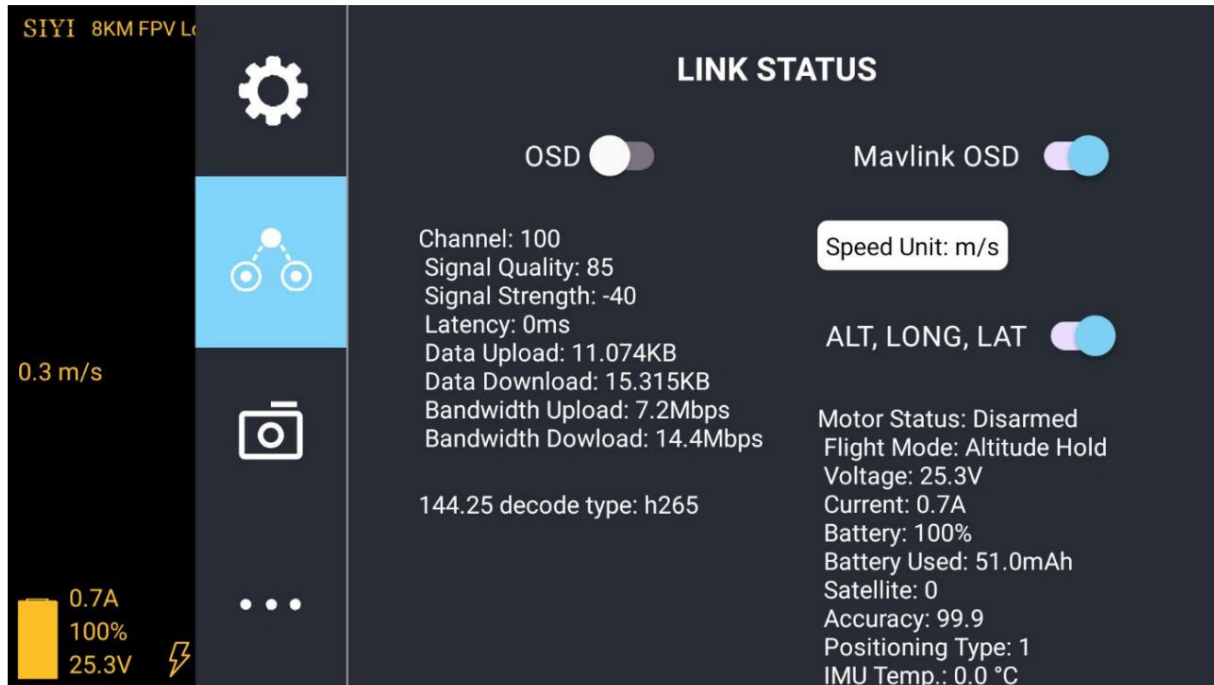 SIYI 8KM FPV
LINK STATUS
OSD
Mavlink OSD
Channel: 100
Signal Quality: 85
Signal Strength: -40
Latency: 0ms
Data Upload: 11.074KB
Data Download: 15.315KB
Bandwidth Upload: 7.2Mbps
Bandwidth Dowload: 14.4Mbps
144.25 decode type: h265
Speed Unit: m/s
ALT, LONG, LAT
Motor Status: Disarmed
Flight Mode: Altitude Hold
Voltage: 25.3V
Current: 0.7A
Battery: 100%
Battery Used: 51.0mAh
Satellite: 0
Accuracy: 99.9
Positioning Type: 1
IMU Temp.: 0.0 °C
0.3 m/s
0.7A
100%
25.3V